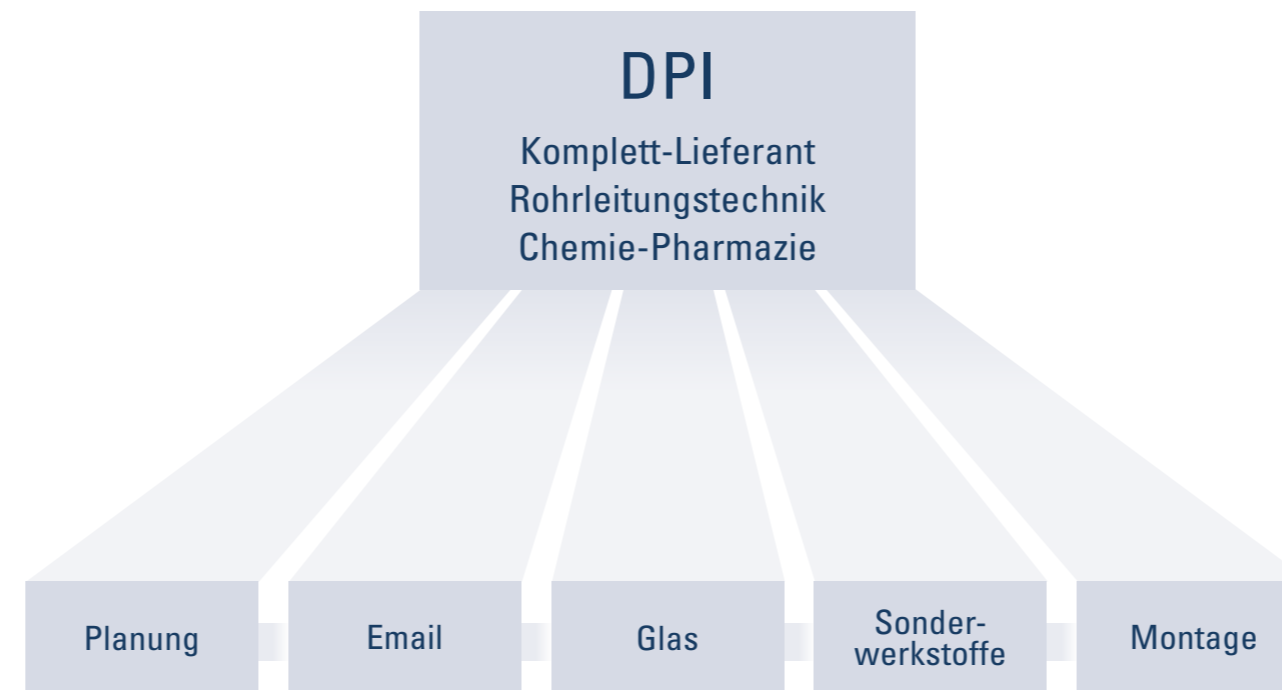 DPI
Komplett-Lieferant
Rohrleitungstechnik
Chemie-Pharmazie
Planung
Email
Glas
Sonder-
werkstoffe
Montage